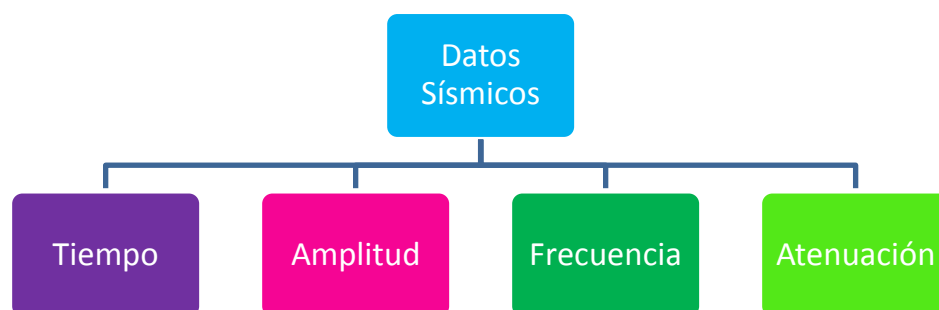 Datos
Sísmicos
Tiempo
Amplitud
Frecuencia
Atenuación